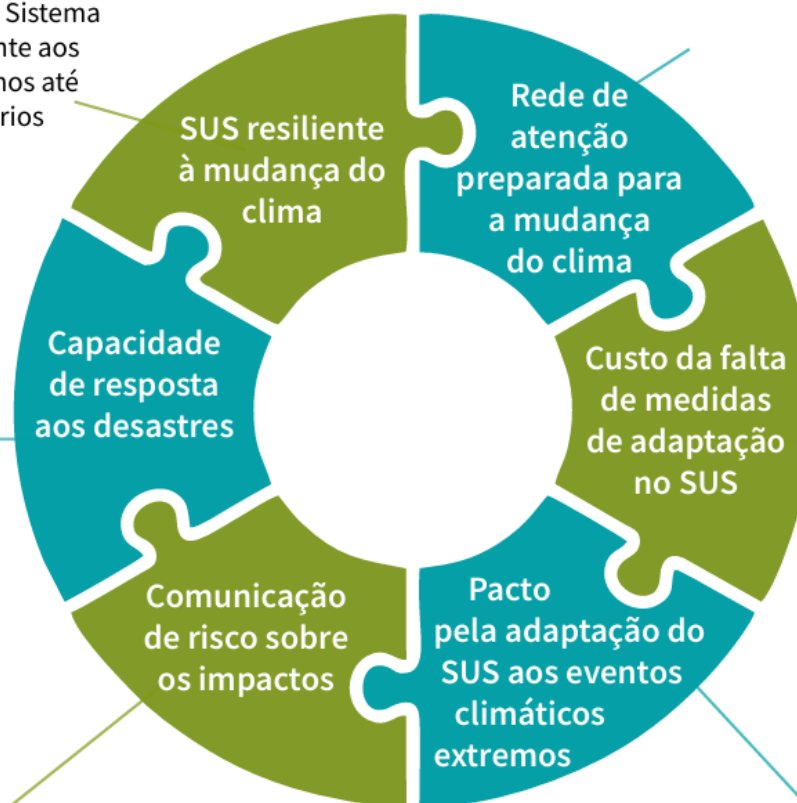 Sistema
nte aos
nos até
rios
SUS resiliente
à mudança do
clima
Rede de
atenção
preparada para
a mudança
do clima
Custo da falta
de medidas
de adaptação
no SUS
Pacto
pela adaptação do
SUS aos eventos
climáticos
extremos
Comunicação
de risco sobre
os impactos
Capacidade
de resposta
aos desastres